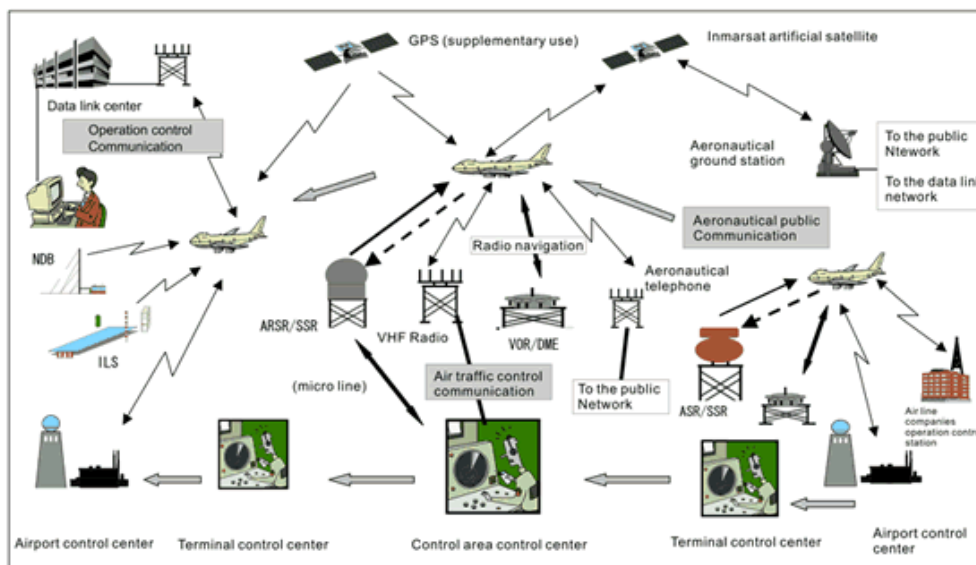 GPS (supplementary use)
Inmarsat artificial satellite
Data link center
Operation control
Communication
Aeronautical
ground station
To the public
Ntework
To the data lin
network
Aeronautical public
Communication
NDB
Radio navigation
Aeronautical
telephone
ARSR/SSR
VHF Radio
VOR/DME
ILS
(micro line)
Air traffic control
communication
To the public
Network
ASR/SSR
Air line
companies
operation contr
station
Airport control center
Terminal control center
Control area control center
Terminal control center
Airport control
center